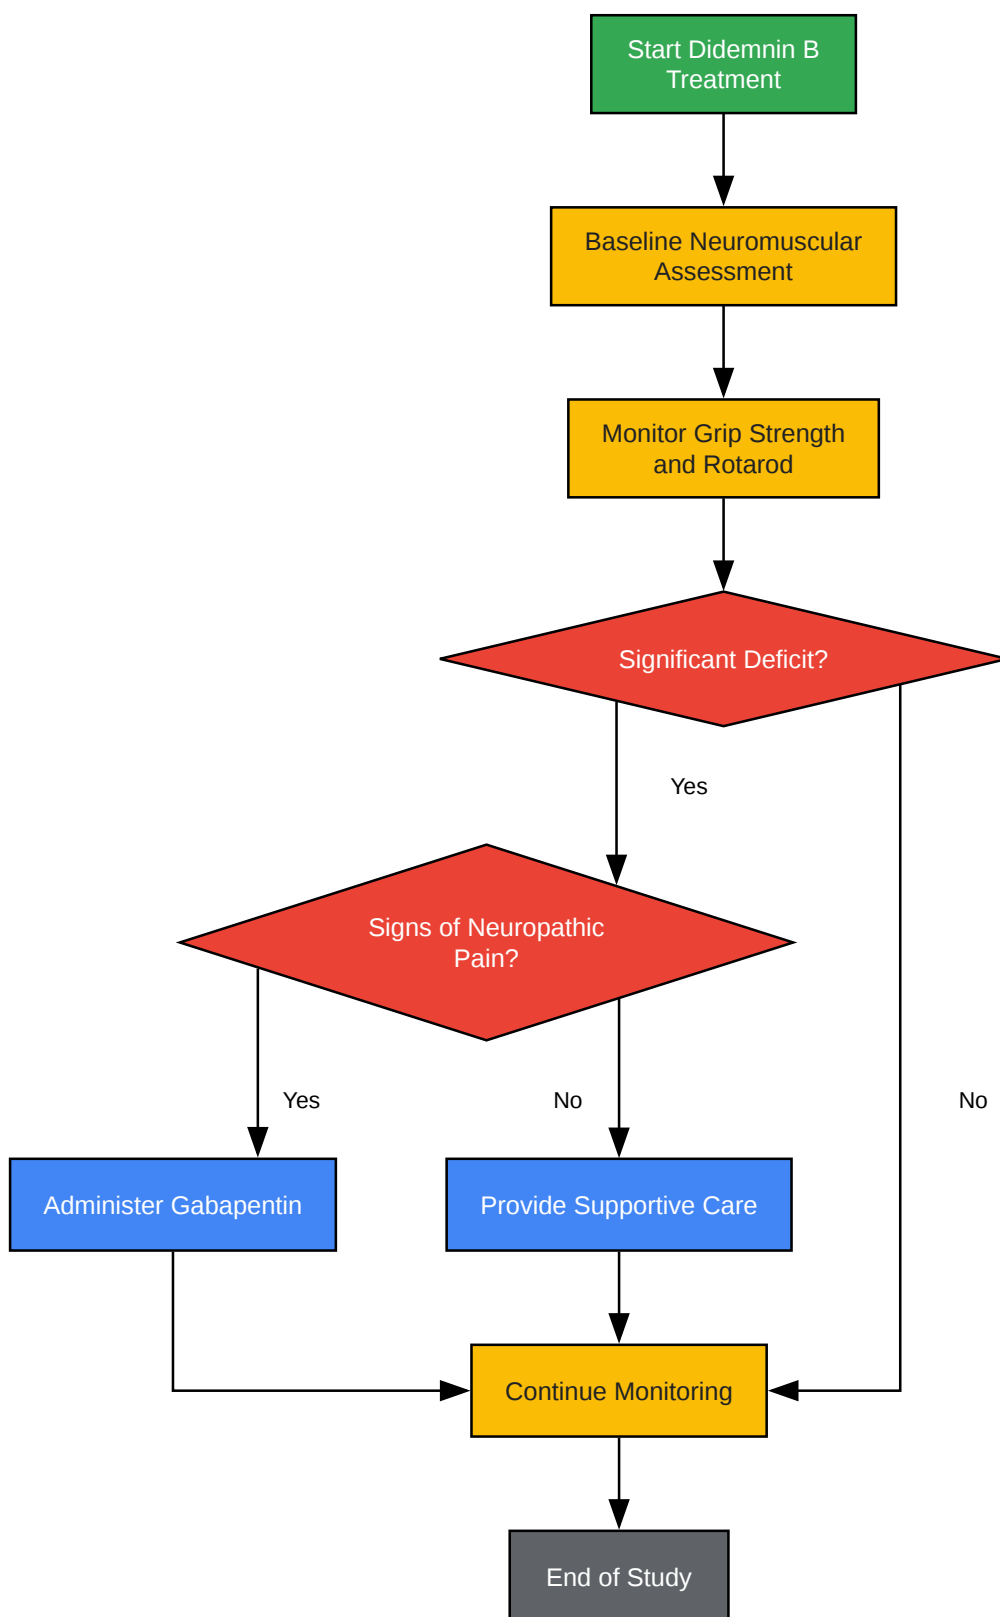 Start Didemnin B
Treatment
Baseline Neuromuscular
Assessment
Monitor Grip Strength
and Rotarod
Significant Deficit?
Yes
Signs of Neuropathic
Pain?
Yes
No
No
Administer Gabapentin
Provide Supportive Care
Continue Monitoring
End of Study